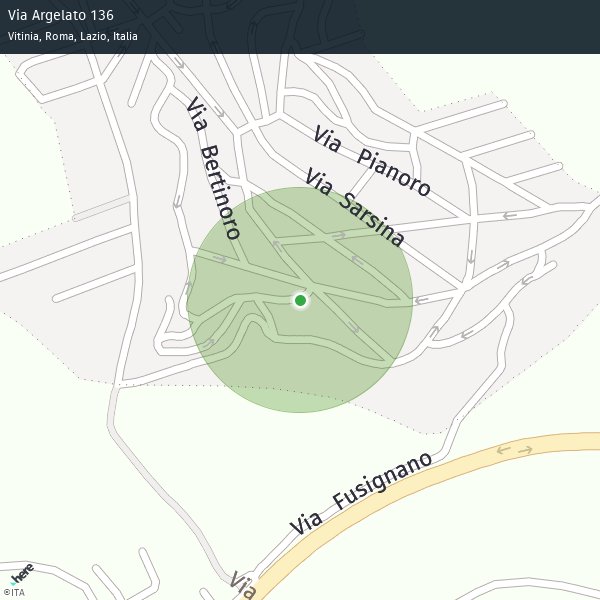 Via Argelato 136
Vitinia, Roma, Lazio, Italia
Via Bertinoro
Via Pianoro
Via Sarsina
Via Fusignano
Via
here
©ITA